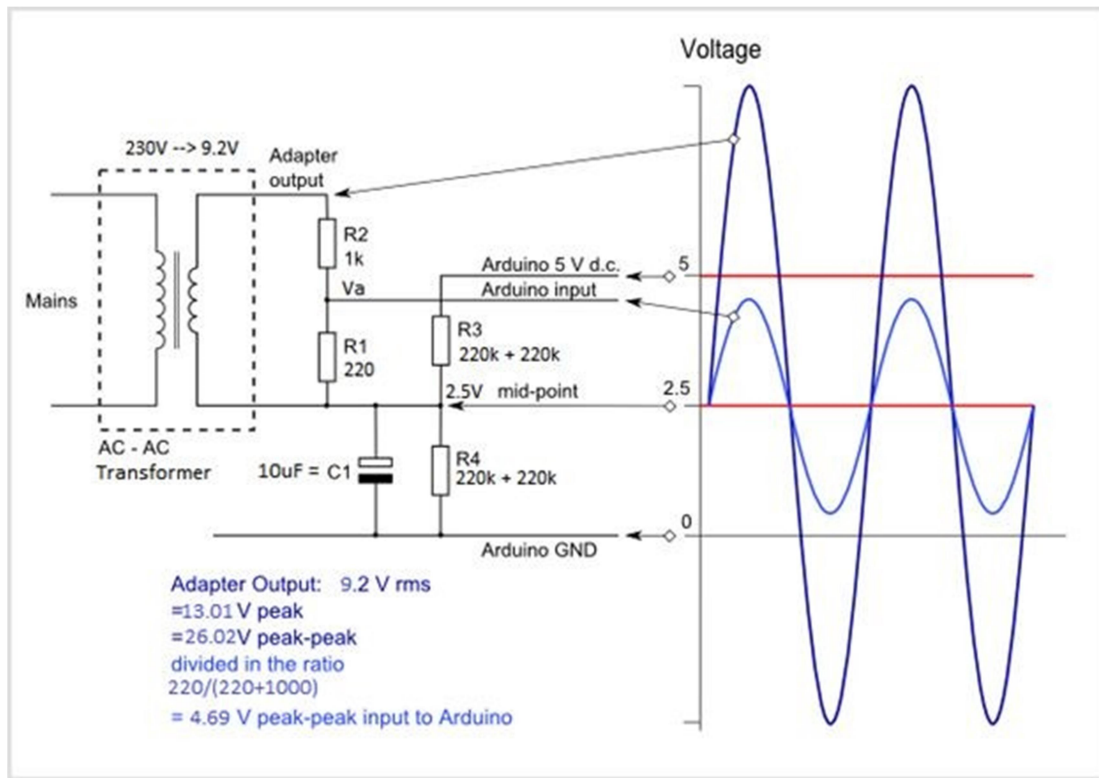 Voltage
230V --> 9.2V
Adapter
output
R2
1k
Arduino 5 V d.c.
5
Va
Arduino input
Mains
R1
220
R3
220k + 220k
2.5V mid-point
2.5
AC - AC
Transformer
10uF = C1
R4
220k + 220k
0
Arduino GND
Adapter Output: 9.2 V rms
=13.01 V peak
=26.02V peak-peak
divided in the ratio
220/(220+1000)
= 4.69 V peak-peak input to Arduino